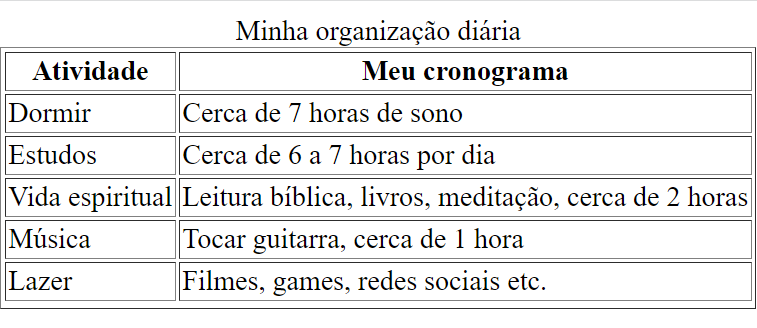 Minha organização diária
Atividade Meu cronograma
Dormir Cerca de 7 horas de sono
Estudos Cerca de 6 a 7 horas por dia
Vida espiritual Leitura bíblica, livros, meditação, cerca de 2 horas
Música Tocar guitarra, cerca de 1 hora
Lazer Filmes, games, redes sociais etc.